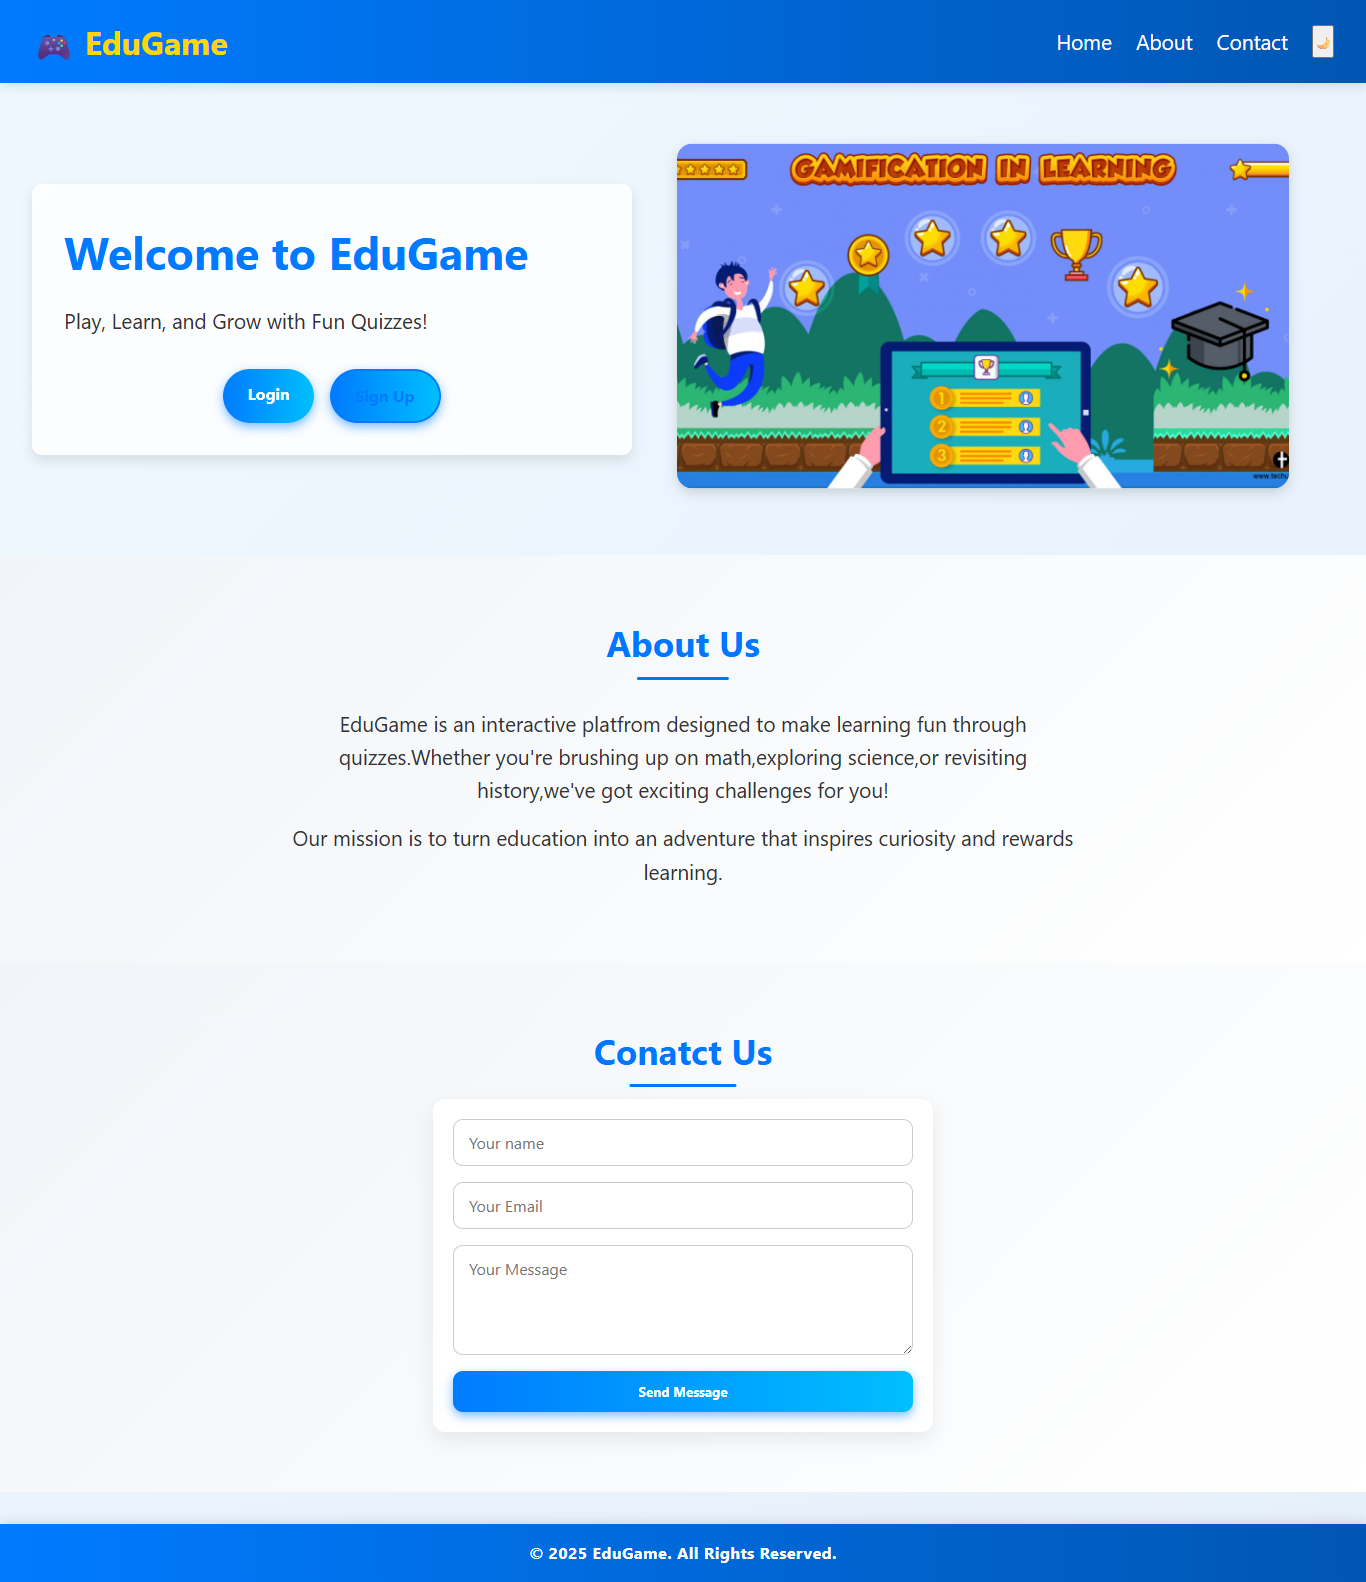 EduGame
Home About Contact
GAMIFICATION IN LEARNING
Welcome to EduGame
Play, Learn, and Grow with Fun Quizzes!
Login Sign Up
1
2
3
About Us
EduGame is an interactive platfrom designed to make learning fun through
quizzes.Whether you're brushing up on math,exploring science,or revisiting
history,we've got exciting challenges for you!
Our mission is to turn education into an adventure that inspires curiosity and rewards
learning.
Conatct Us
Your name
Your Email
Your Message
Send Message
© 2025 EduGame. All Rights Reserved.